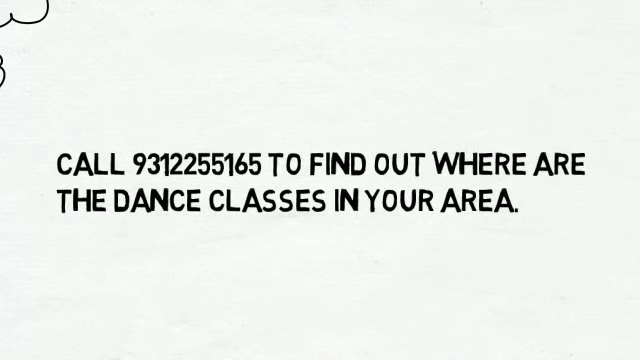 CALL 9312255165 TO FIND OUT WHERE ARE
THE DANCE CLASSES IN YOUR AREA.